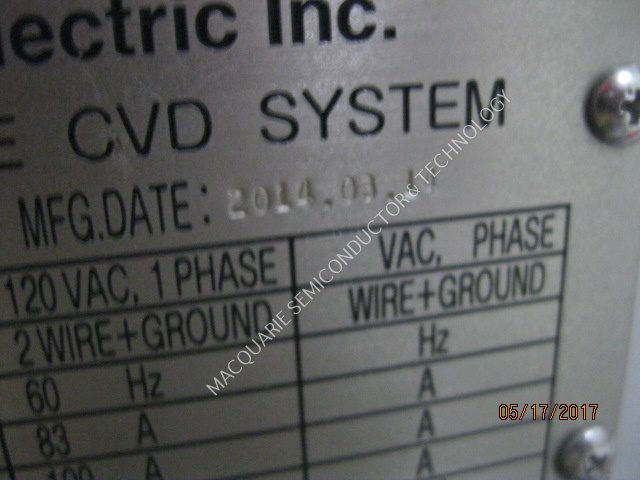 lectric Inc.
E CVD SYSTEM
MFG.DATE: 2014.03.
120 VAC, 1 PHASE VAC, PHASE
2 WIRE+GROUND WIRE+GROUND
60 Hz Hz
83 A A
100 A A
MACQUARIE SEMICONDUCTOR & TECHNOLOGY
05/17/2017